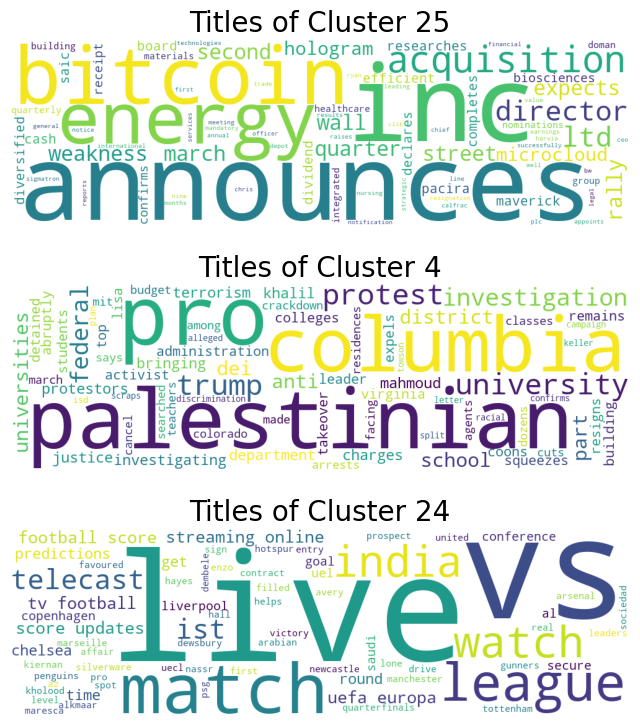 Titles of Cluster 25
building board technologies second hologram researches acquisition financial doman
saic receipt materials first trade ryan efficient leading biosciences expects
bitcoin energy inc director
quarterly general notice cash services meeting mandatory annual results healthcare officer wall raises click chief completes nominations value earnings horvia successfully ltd ceo
diversified international weakness march depot quarter declares street microcloud well
announces
sigmatron reports nine months confirms chris dividend integrated nursing notification strategic pacira line resignation calfrac maverick group bw plc legal appoints rally
Titles of Cluster 4
universities detained abruptly students federal mit top plan lisa budget terrorism khalil crackdown protest investigation
pro among alleged colleges residences expels district classes campaign remains
says administration columbia towson keller
march activist bringing dei anti leader mahmoud university
protestors trump virginia letter confirms
isd scraps searched teachers discrimination palestinian agents racial
cancel colorado made takeover facing split dozens part resigns building
justice investigating department arrests charges school coons cuts squeezes
Titles of Cluster 24
football score streaming online sign hotspur entry prospect united conference
predictions favoured get hayes dembele enzo goal uel india vs
telecast live contract arsenal sociedad
tv football filled avery al real
copenhagen liverpool helps watch leaders
score updates ist hall victory
chelsea marseille affair dewsbury arabian saudi gunners secure
kiernan silverware uecl nassr first lone newcastle drive manchester league
penguins pro spot match psg round
kholood as level time uefa europa
maresca alkmaar quarterfinals tottenham